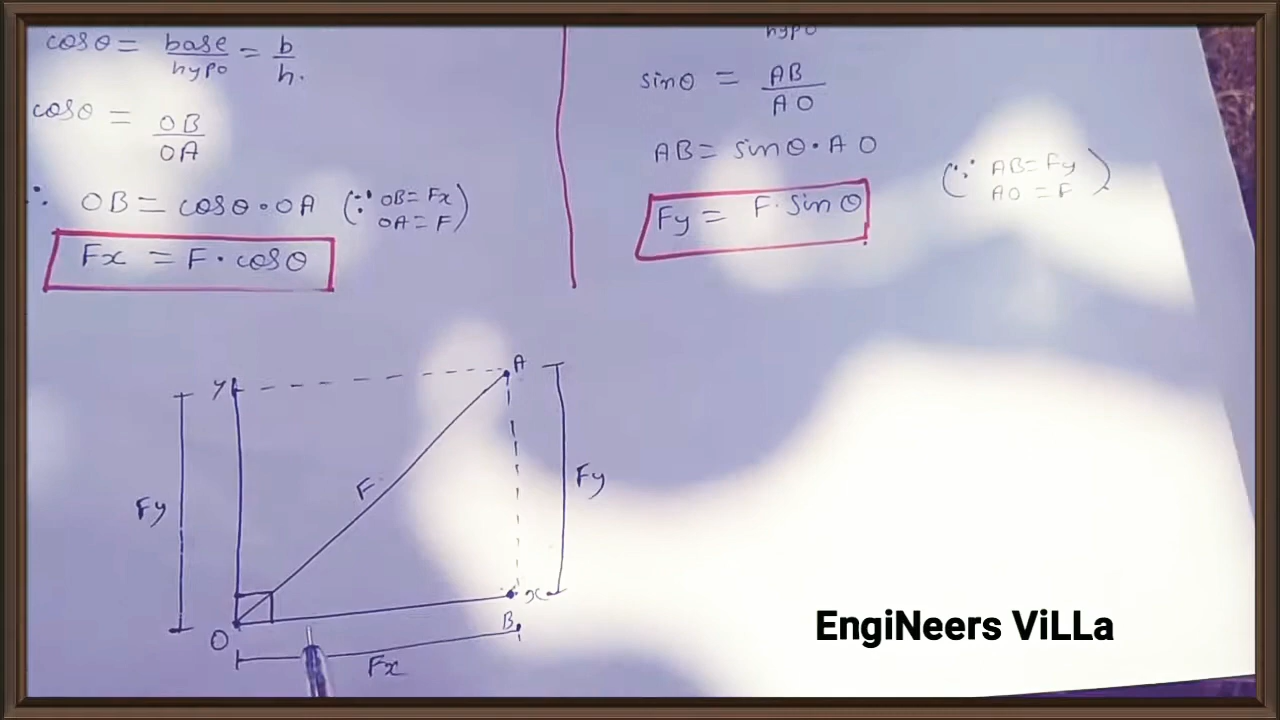 cosθ = base/hypo = b/h.
cosθ = OB/OA
∴ OB = cosθ·OA (∵ OB=Fx OA=F)
Fx = F·cosθ
hypo
sinθ = AB/AO
AB = sinθ·AO (∵ AB=Fy AO=F)
Fy = F·sinθ
y
A
Fy
F
Fy
x
B
O
Fx
EngiNeers ViLLa